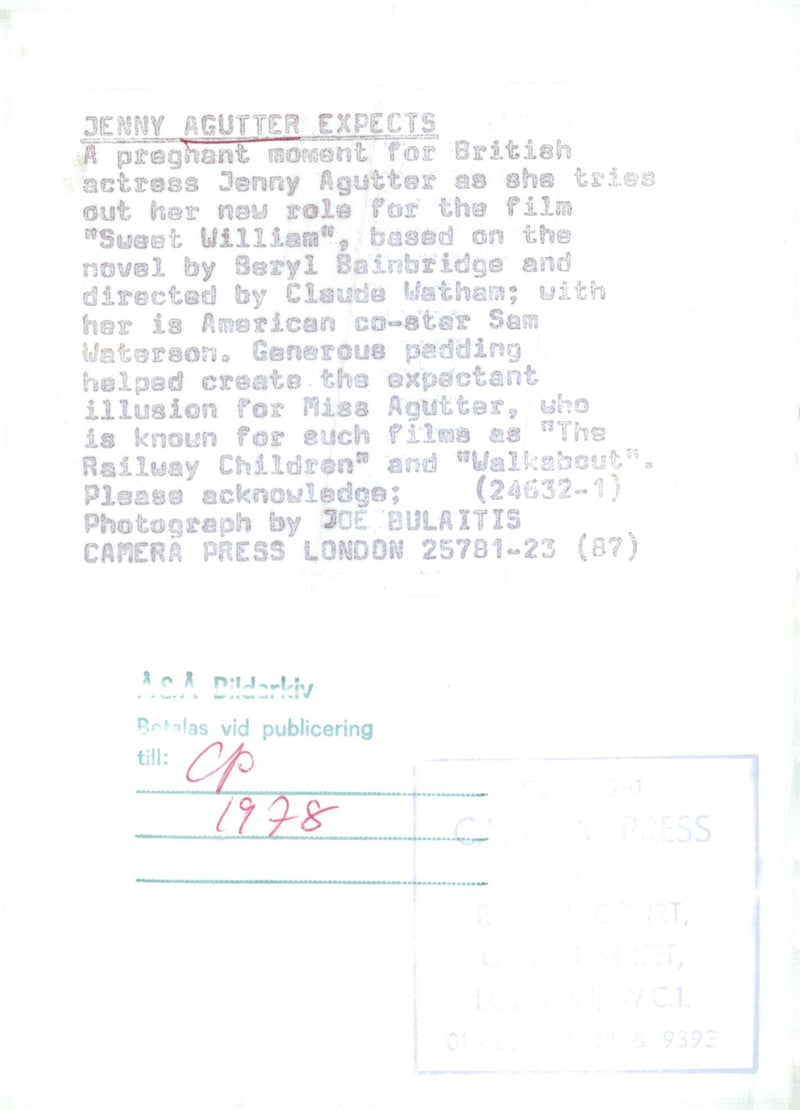 JENNY AGUTTER EXPECTS
A pregnant moment for British
actress Jenny Agutter as she tries
out her new role for the film
"Sweet William", based on the
novel by Beryl Bainbridge and
directed by Claude Watham; with
her is American co-star Sam
Waterson. Generous padding
helped create the expectant
illusion for Miss Agutter, who
is known for such films as "The
Railway Children" and "Walkabout".
Please acknowledge; (24632-1)
Photograph by JOE BULAITIS
CAMERA PRESS LONDON 25781-23 (87)
Å&Å Bildarkiv
Betalas vid publicering
till: CP
1978
PRESS
COURT,
W.C.1.
& 9393